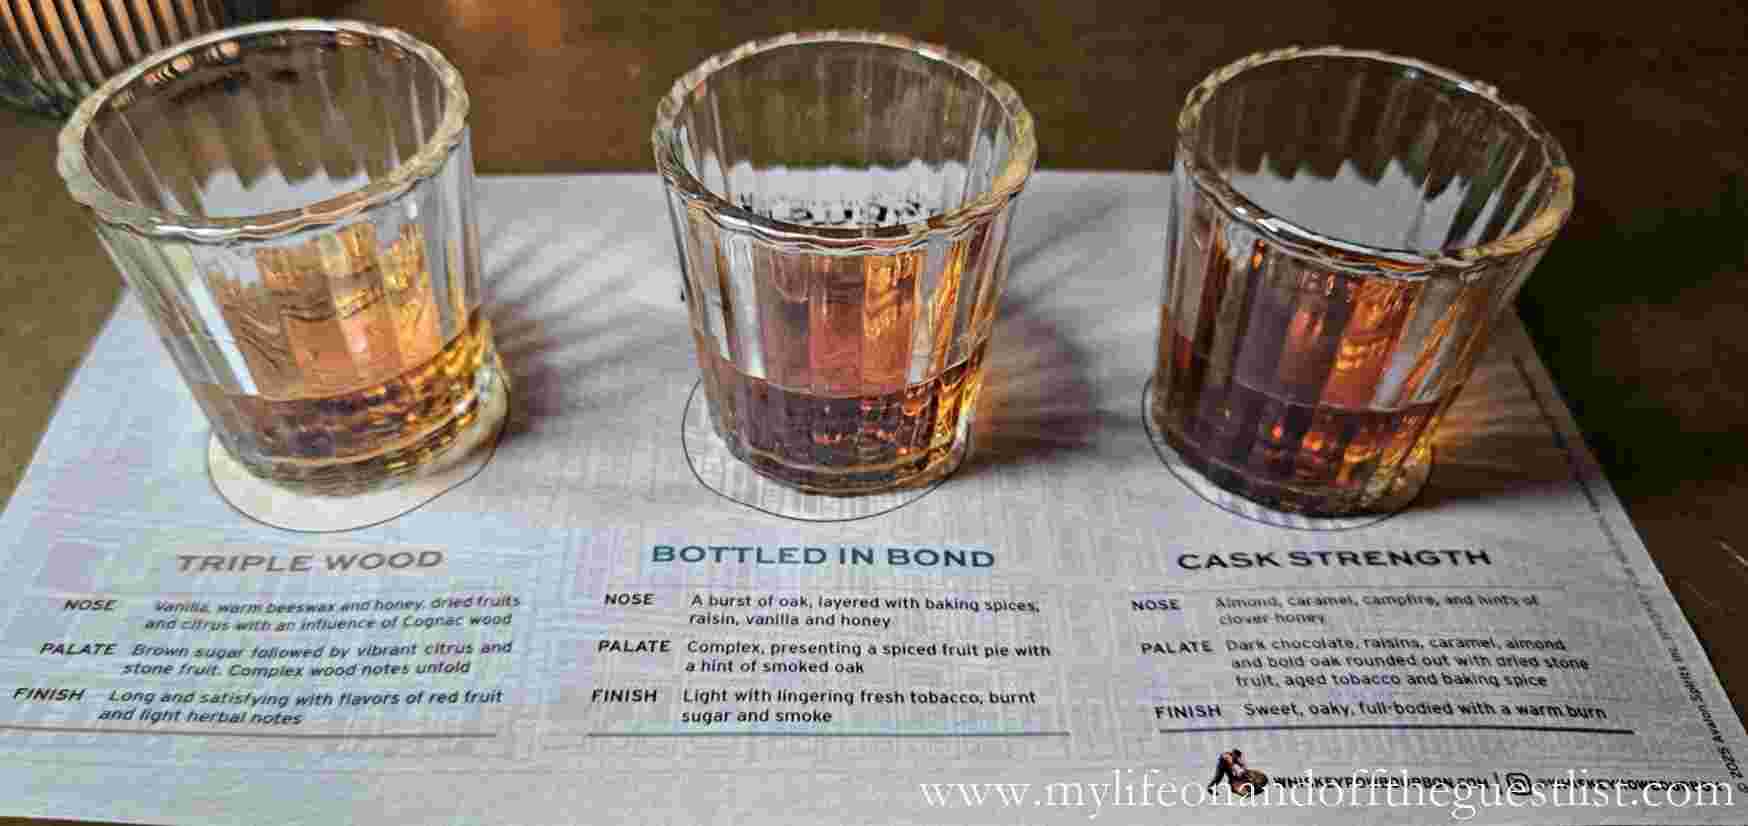 TRIPLE WOOD
NOSE Vanilla, warm beeswax and honey, dried fruits
and citrus with an influence of Cognac wood
PALATE Brown sugar followed by vibrant citrus and
stone fruit. Complex wood notes unfold
FINISH Long and satisfying with flavors of red fruit
and light herbal notes
BOTTLED IN BOND
NOSE A burst of oak, layered with baking spices,
raisin, vanilla and honey
PALATE Complex, presenting a spiced fruit pie with
a hint of smoked oak
FINISH Light with lingering fresh tobacco, burnt
sugar and smoke
CASK STRENGTH
NOSE Almond, caramel, campfire, and hints of
clover honey
PALATE Dark chocolate, raisins, caramel, almond
and bold oak rounded out with dried stone
fruit, aged tobacco and baking spice
FINISH Sweet, oaky, full-bodied with a warm burn
2025 Avalon Spirits Inc.
www.mylifeonandofftheguestlist.com